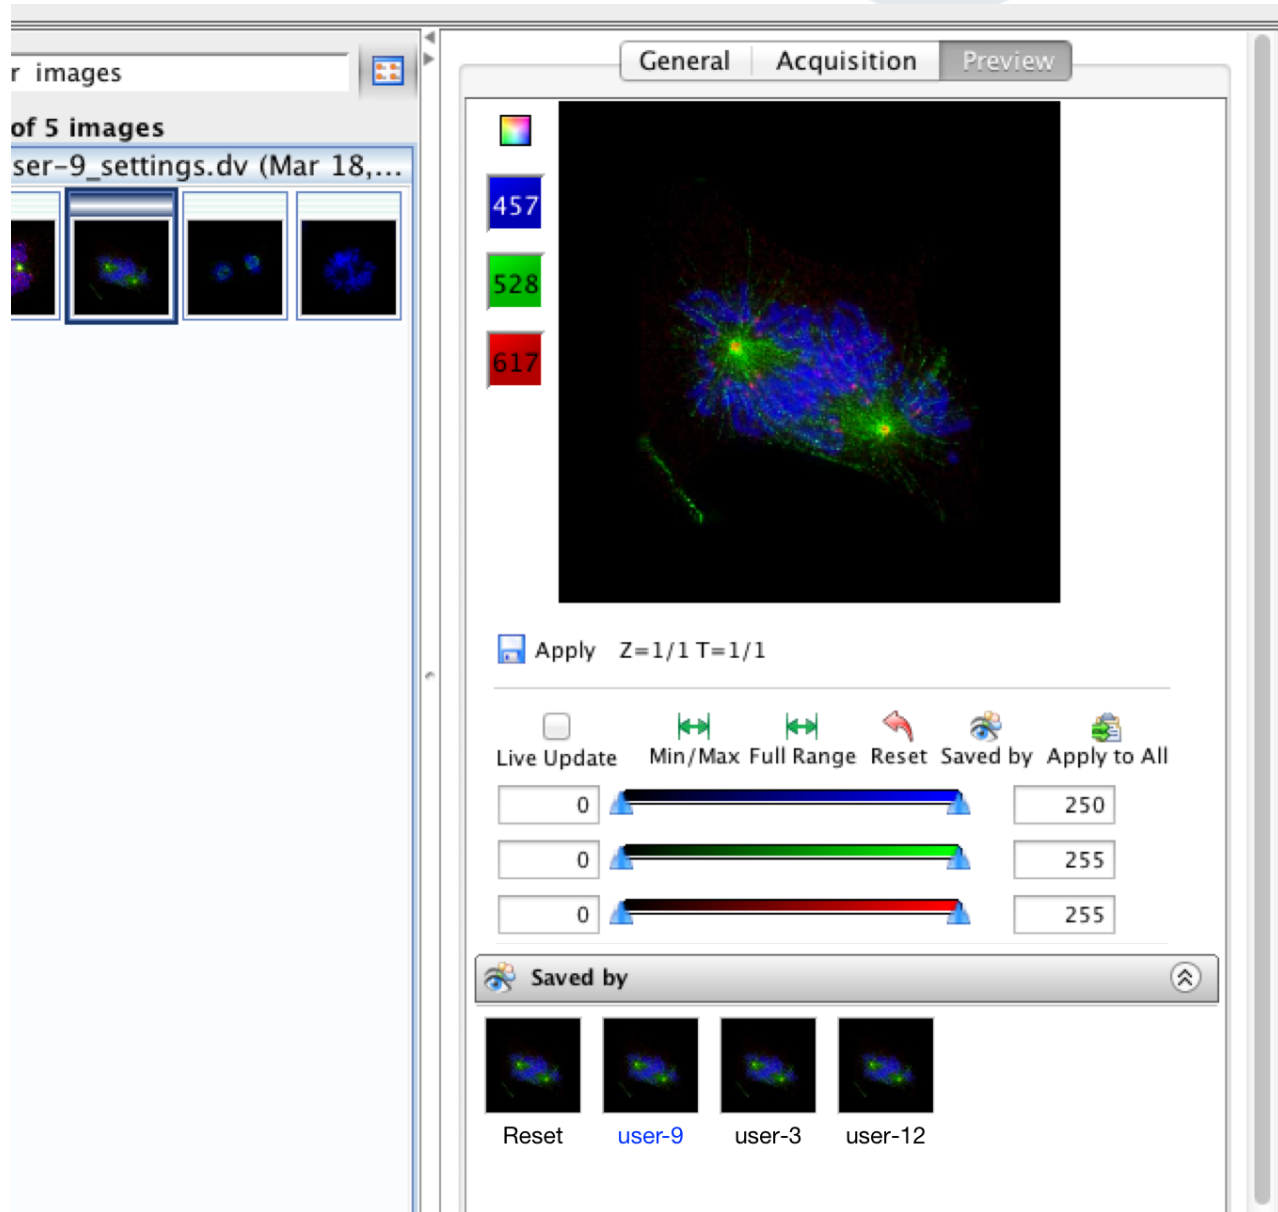 r images
of 5 images
ser-9_settings.dv (Mar 18,...
General Acquisition Preview
457
528
617
Apply Z=1/1 T=1/1
Live Update Min/Max Full Range Reset Saved by Apply to All
0 250
0 255
0 255
Saved by
Reset user-9 user-3 user-12